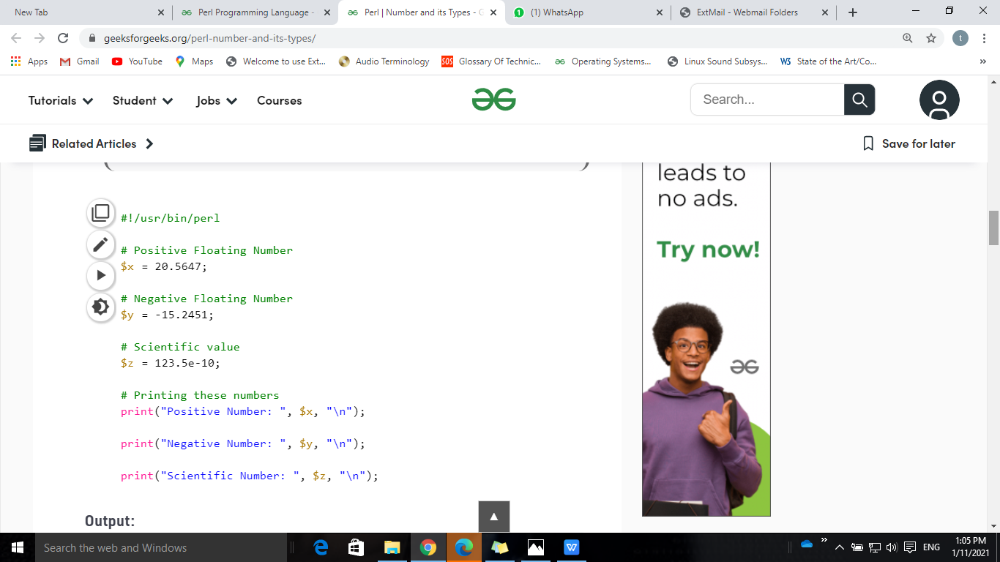 New Tab
Perl Programming Language -
Perl | Number and its Types - G
(1) WhatsApp
ExtMail - Webmail Folders
geeksforgeeks.org/perl-number-and-its-types/
t
Apps
Gmail
YouTube
Maps
Welcome to use Ext...
Audio Terminology
SOS
Glossary Of Technic...
Operating Systems...
Linux Sound Subsys...
W3
State of the Art/Co...
»
Tutorials
Student
Jobs
Courses
Search...
Related Articles
Save for later
leads to
no ads.
Try now!
#!/usr/bin/perl
# Positive Floating Number
$x = 20.5647;
# Negative Floating Number
$y = -15.2451;
# Scientific value
$z = 123.5e-10;
# Printing these numbers
print("Positive Number: ", $x, "\n");
print("Negative Number: ", $y, "\n");
print("Scientific Number: ", $z, "\n");
Output:
Search the web and Windows
ENG
1:05 PM
1/11/2021